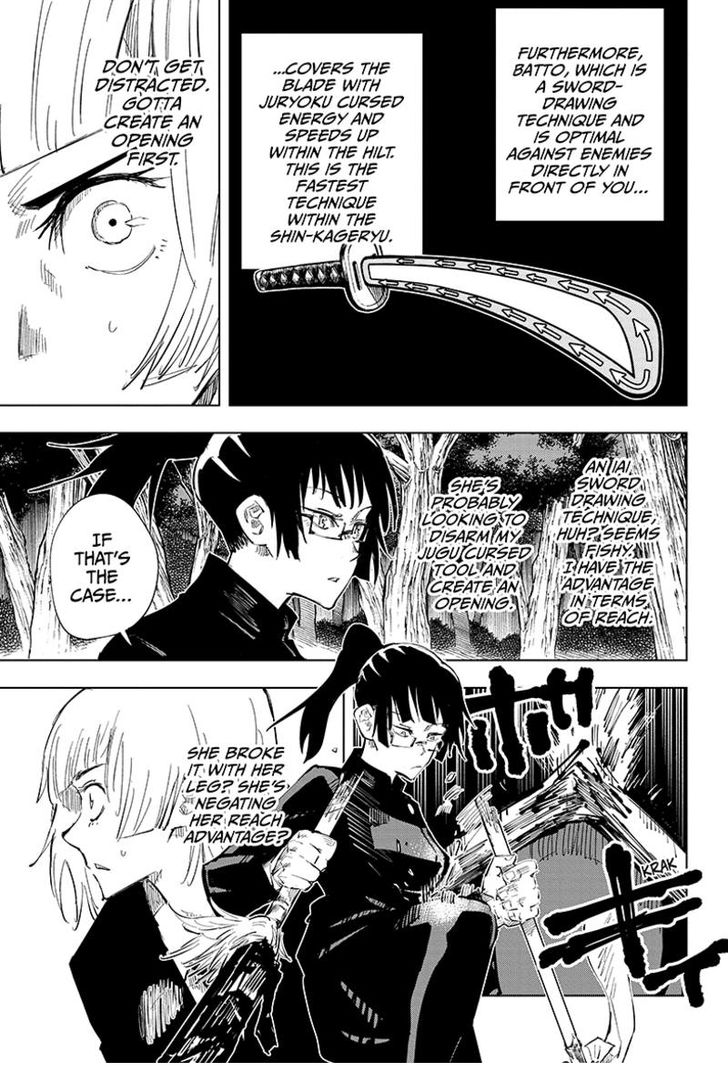 FURTHERMORE,
BATTO, WHICH IS
A SWORD-
DRAWING
TECHNIQUE AND
IS OPTIMAL
AGAINST ENEMIES
DIRECTLY IN
FRONT OF YOU...
...COVERS THE
BLADE WITH
JURYOKU CURSED
ENERGY AND
SPEEDS UP
WITHIN THE HILT.
THIS IS THE
FASTEST
TECHNIQUE
WITHIN THE
SHIN-KAGERYU.
DON'T GET
DISTRACTED.
GOTTA
CREATE AN
OPENING
FIRST.
AN IAI
SWORD
DRAWING
TECHNIQUE,
HUH? SEEMS
FISHY.
I HAVE THE
ADVANTAGE
IN TERMS
OF REACH.
SHE'S
PROBABLY
LOOKING TO
DISARM MY
JUGU CURSED
TOOL AND
CREATE AN
OPENING.
IF
THAT'S
THE
CASE...
バキィ
KRAK
SHE BROKE
IT WITH HER
LEG? SHE'S
NEGATING
HER REACH
ADVANTAGE?